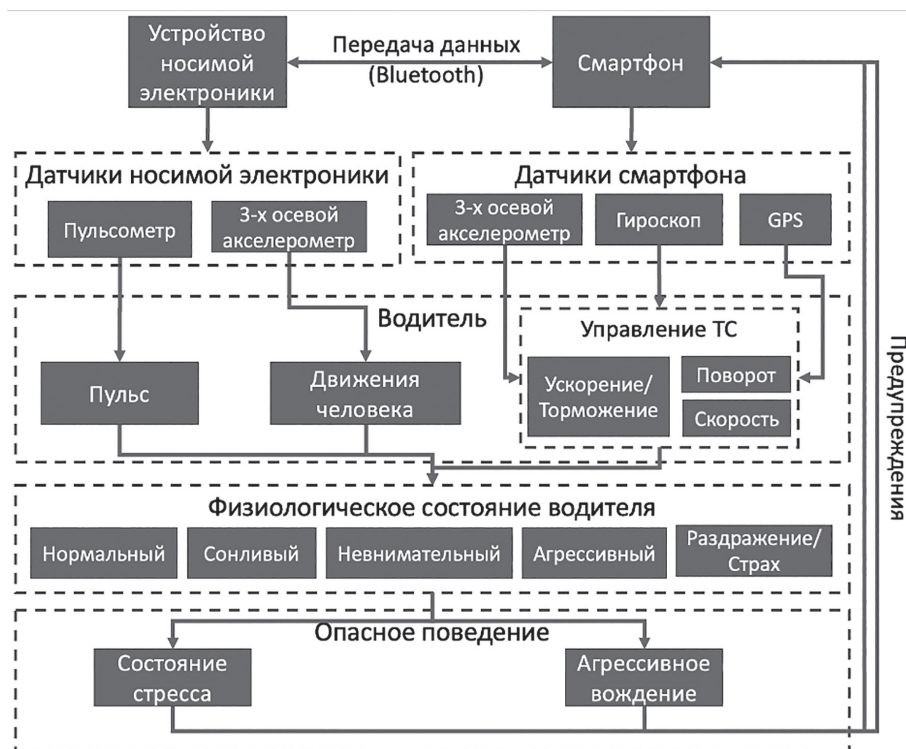 Устройство
носимой
электроники
Передача данных
(Bluetooth)
Смартфон
Датчики носимой электроники
Пульсометр
3-х осевой
акселерометр
Датчики смартфона
3-х осевой
акселерометр
Гироскоп
GPS
Водитель
Пульс
Движения
человека
Управление ТС
Ускорение/
Торможение
Поворот
Скорость
Предупреждения
Физиологическое состояние водителя
Нормальный
Сонливый
Невнимательный
Агрессивный
Раздражение/
Страх
Опасное поведение
Состояние
стресса
Агрессивное
вождение